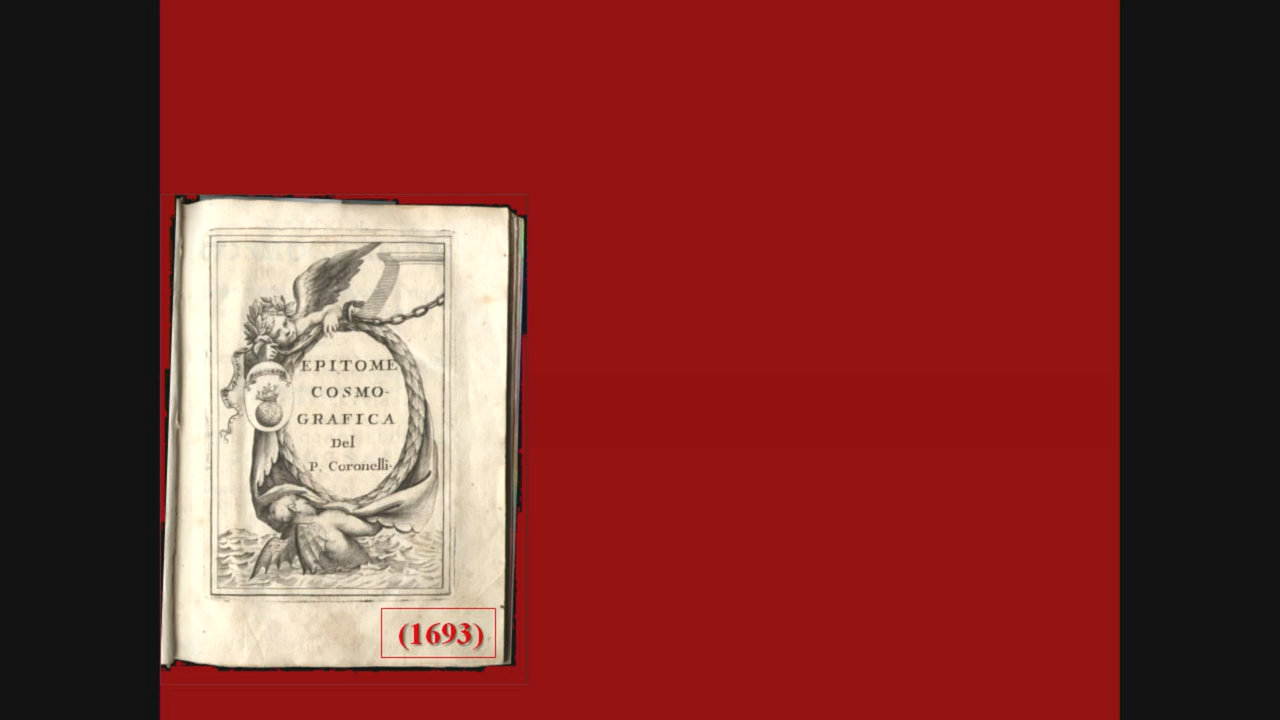 EPITOME
COSMO-
GRAFICA
Del
P. Coronelli.
(1693)